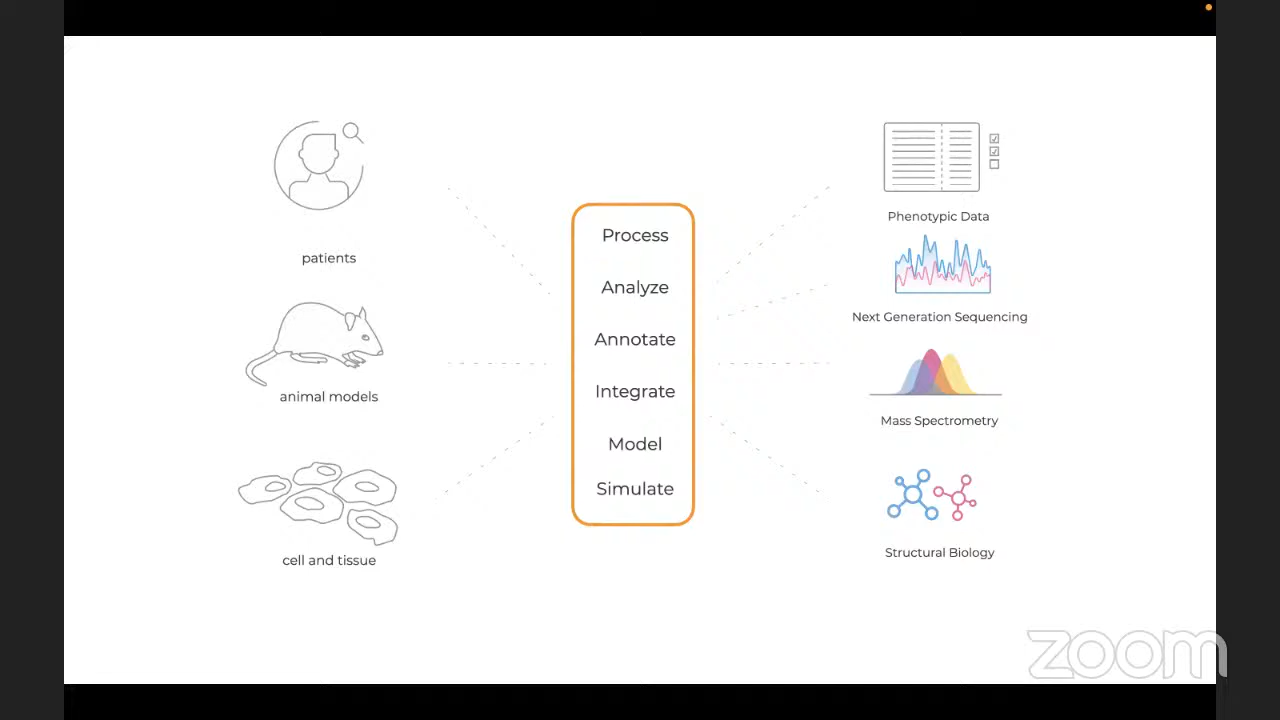 patients
animal models
cell and tissue
Process
Analyze
Annotate
Integrate
Model
Simulate
Phenotypic Data
Next Generation Sequencing
Mass Spectrometry
Structural Biology
zoom